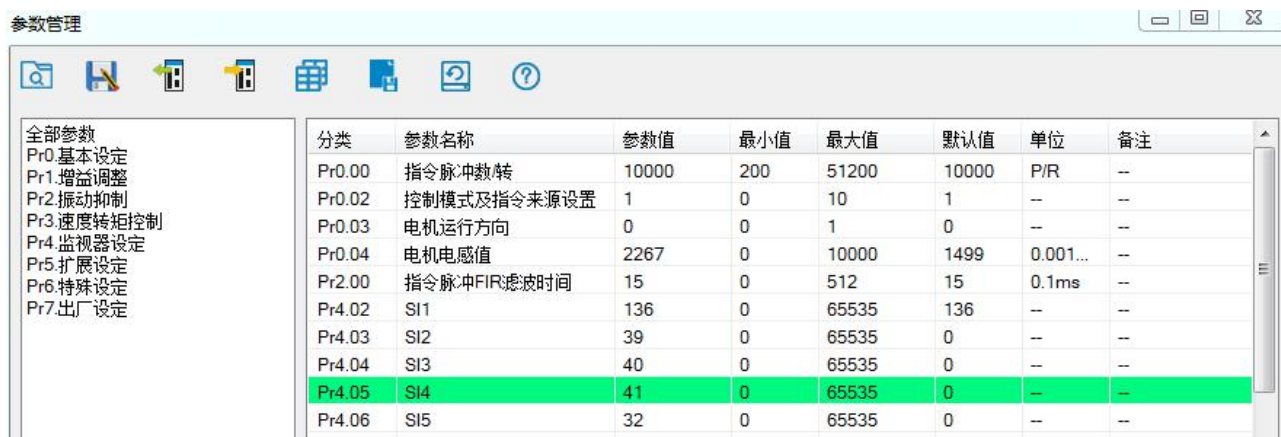 参数管理
全部参数
Pr0.基本设定
Pr1.增益调整
Pr2.振动抑制
Pr3.速度转矩控制
Pr4.监视器设定
Pr5.扩展设定
Pr6.特殊设定
Pr7.出厂设定
分类 参数名称 参数值 最小值 最大值 默认值 单位 备注
Pr0.00 指令脉冲数/转 10000 200 51200 10000 P/R --
Pr0.02 控制模式及指令来源设置 1 0 10 1 -- --
Pr0.03 电机运行方向 0 0 1 0 -- --
Pr0.04 电机电感值 2267 0 10000 1499 0.001... --
Pr2.00 指令脉冲FIR滤波时间 15 0 512 15 0.1ms --
Pr4.02 SI1 136 0 65535 136 -- --
Pr4.03 SI2 39 0 65535 0 -- --
Pr4.04 SI3 40 0 65535 0 -- --
Pr4.05 SI4 41 0 65535 0 -- --
Pr4.06 SI5 32 0 65535 0 -- --